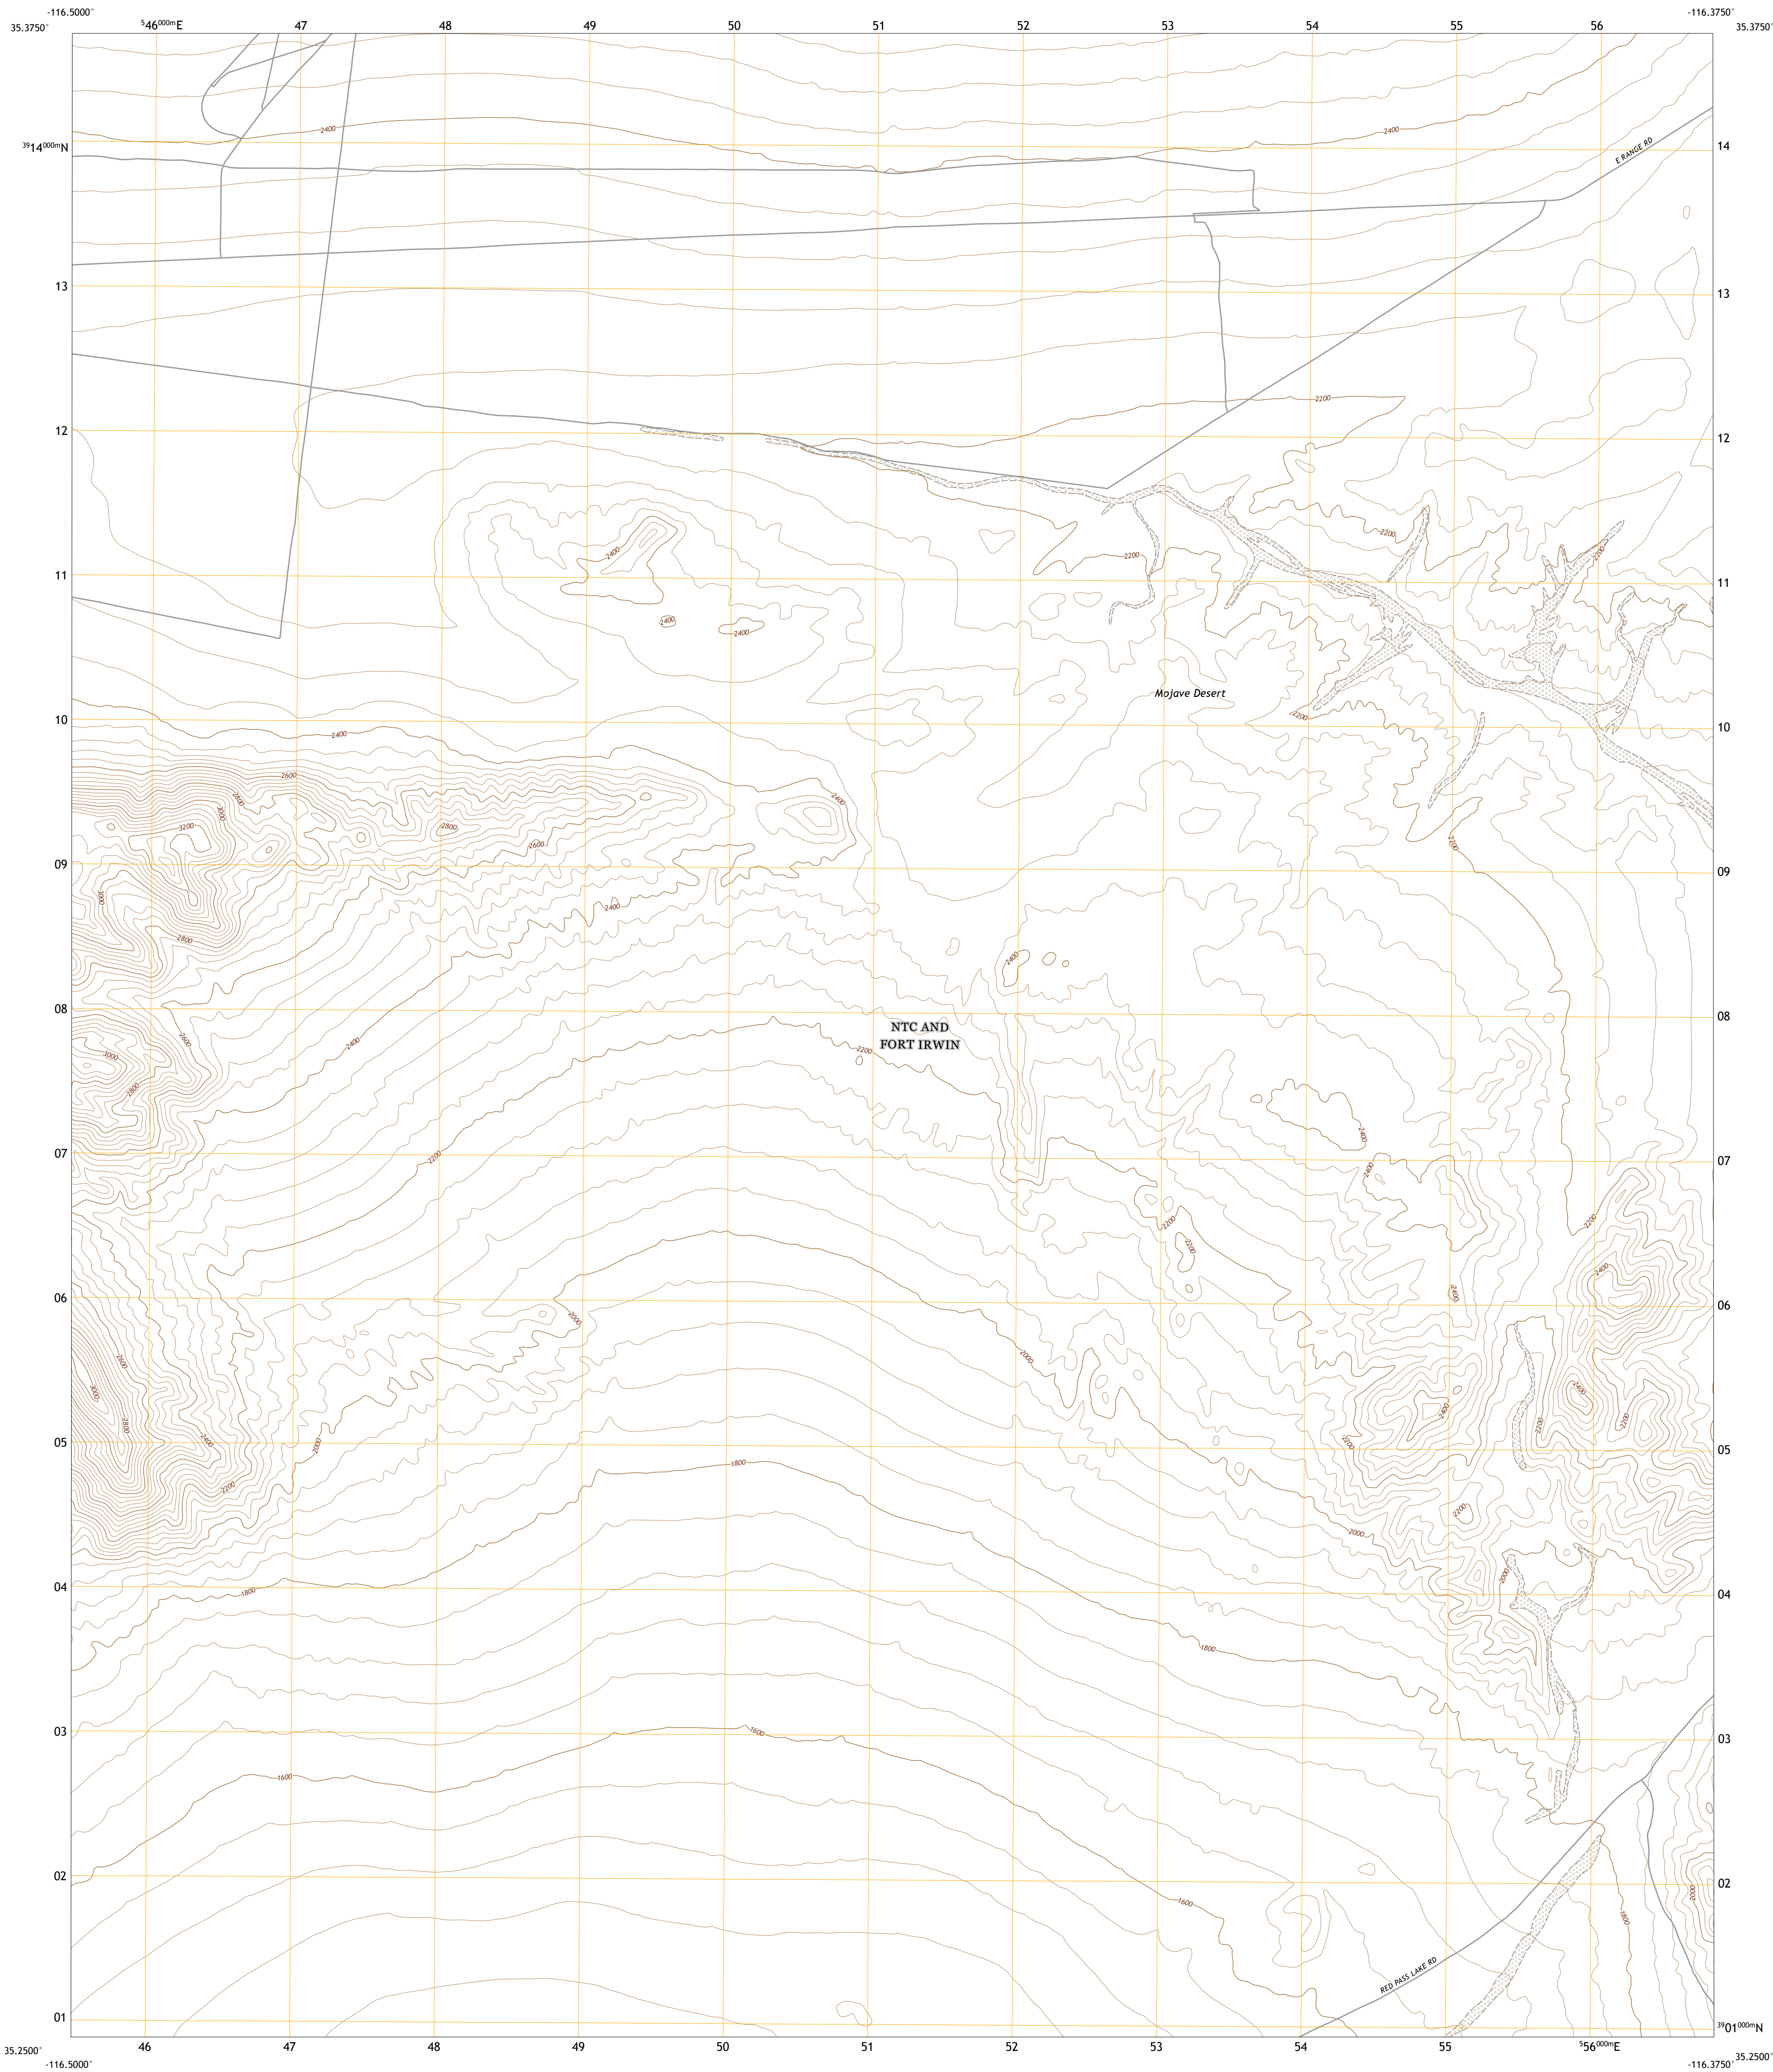 -116.5000° -116.3750°
35.3750° 546000mE 47 48 49 50 51 52 53 54 55 56 35.3750°
2400 2400
E RANGE RD
3914000mN 14
13 13
2200
12 12
2200
2400 2200 2200
11 11
2400 2400
Mojave Desert
2200
10 10
2400
2600
2800 2400
3000
3200 2800
2600 2200
09 09
3000 2400
2800
2400
08 08
NTC AND
FORT IRWIN
2600 2400 2200
3000
2800
2400
07 2200 2400 07
2200 2200
2200
2400 2400
06 06
2000
2600 2000
3000 2400
2800 2400 2400 2200 2200
05 2000 2200 05
1800
2200
2200
2000
2000
04 1800 04
1800
03 1600 03
1600
02 02
1600 2000
1800
RED PASS LAKE RD
01 3901000mN
35.2500° 46 47 48 49 50 51 52 53 54 55 556000mE 35.2500°
-116.5000° -116.3750°